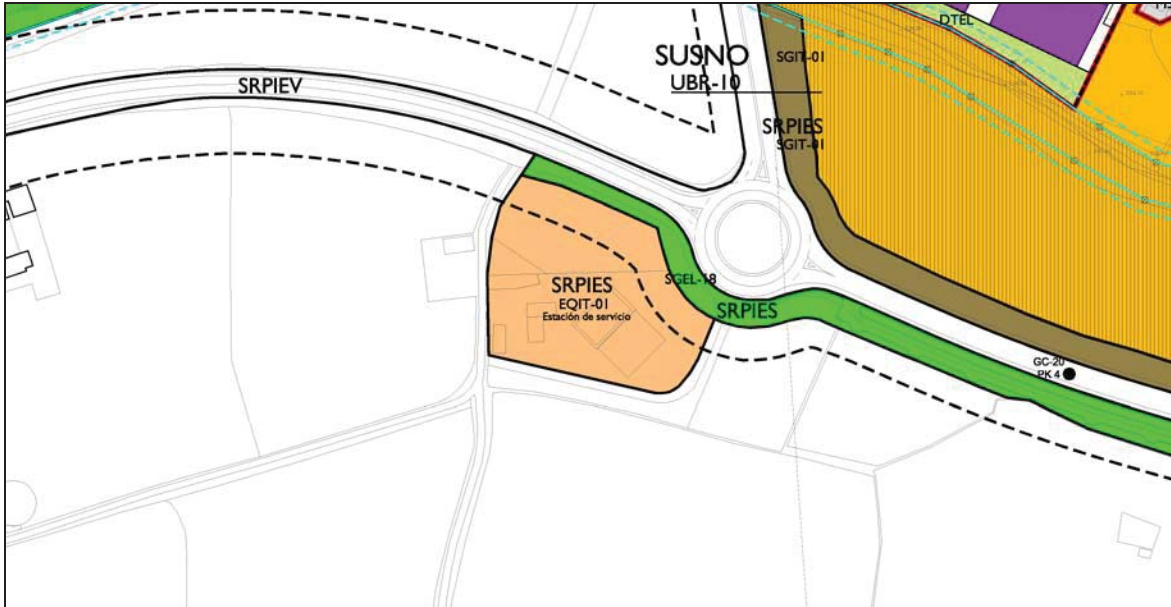 DTEL
SUSNO
UBR-10
SGIT-01
SRPIEV
SRPIES
SGIT-01
SRPIES
EQIT-01
Estación de servicio
SGEL-18
SRPIES
GC-20
PK 4